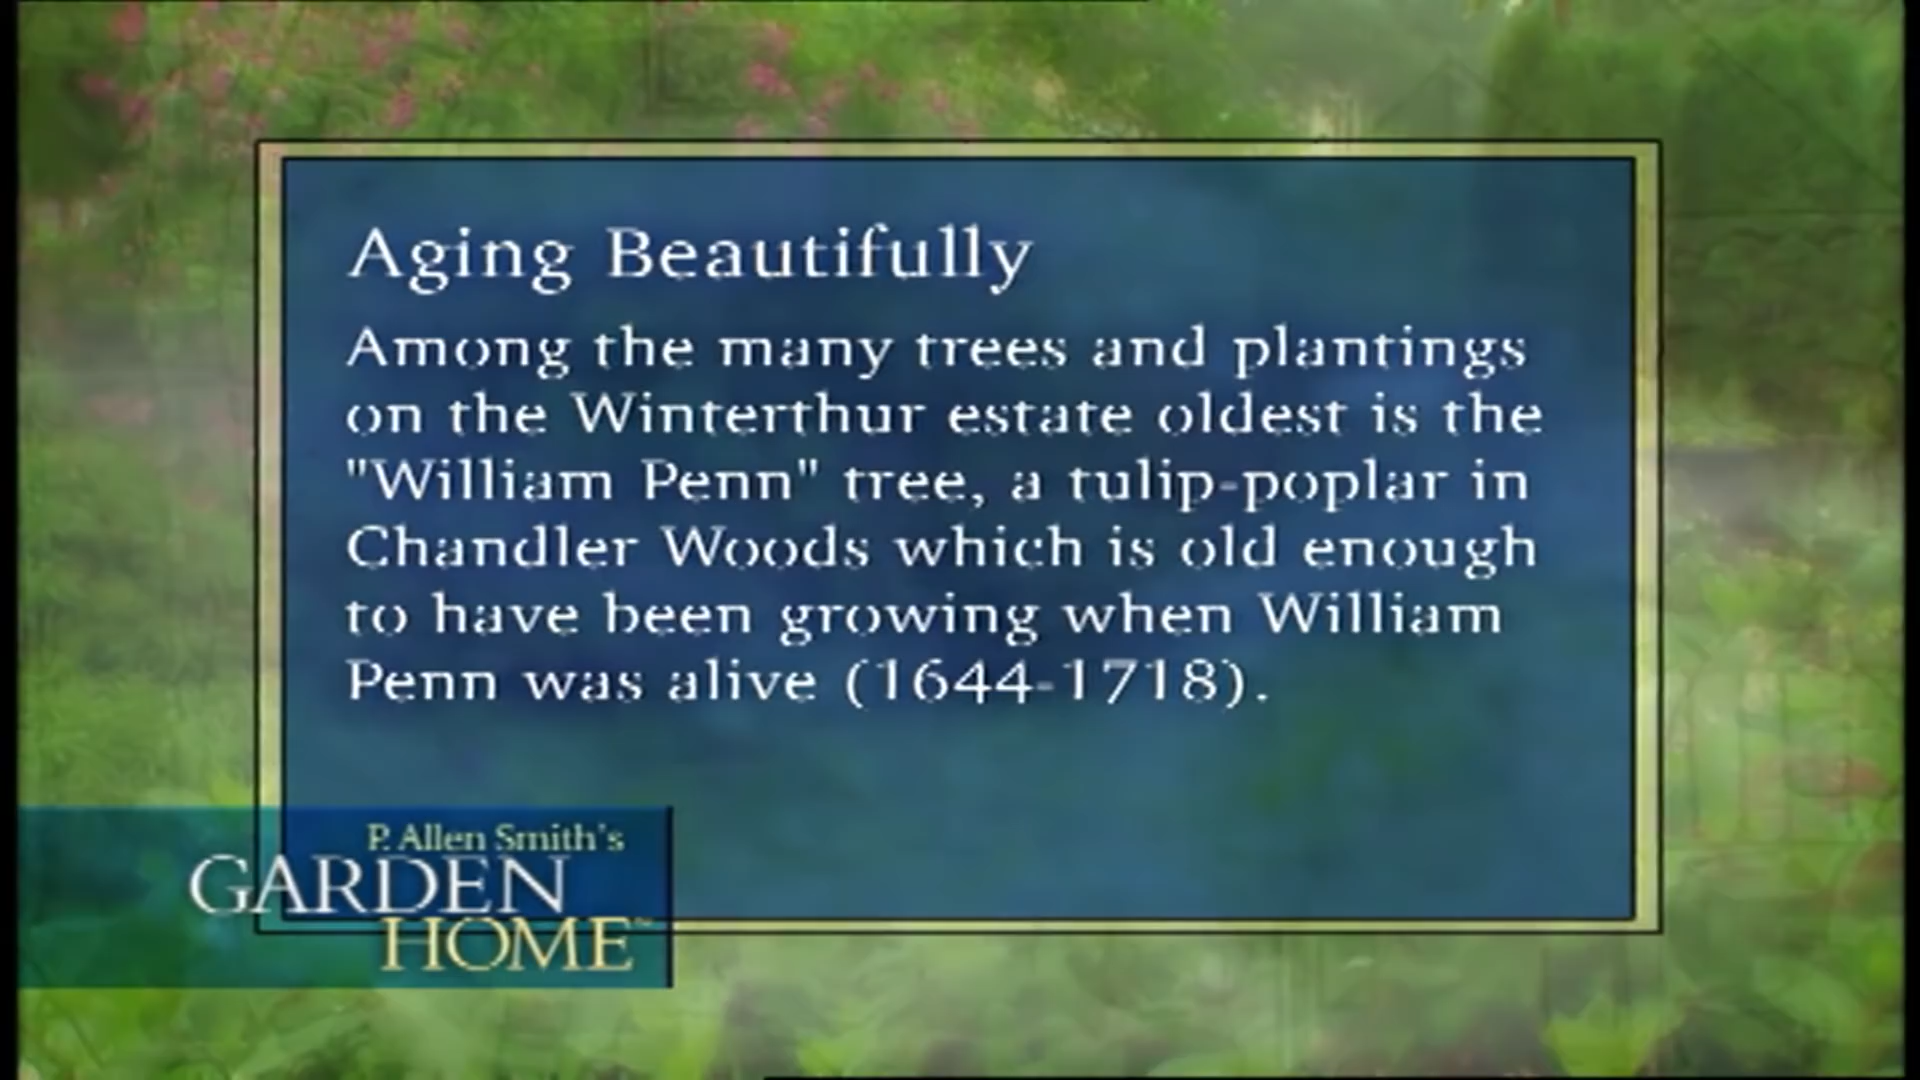 Aging Beautifully
Among the many trees and plantings
on the Winterthur estate oldest is the
"William Penn" tree, a tulip-poplar in
Chandler Woods which is old enough
to have been growing when William
Penn was alive (1644-1718).
P. Allen Smith's
GARDEN
HOME™